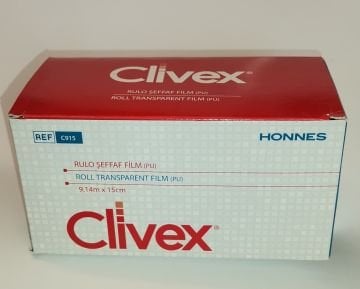 Clivex®
RULO ŞEFFAF FİLM (PU)
ROLL TRANSPARENT FILM (PU)
REF C915
HONNES
RULO ŞEFFAF FİLM (PU)
ROLL TRANSPARENT FILM (PU)
9,14m x 15cm
Clivex®